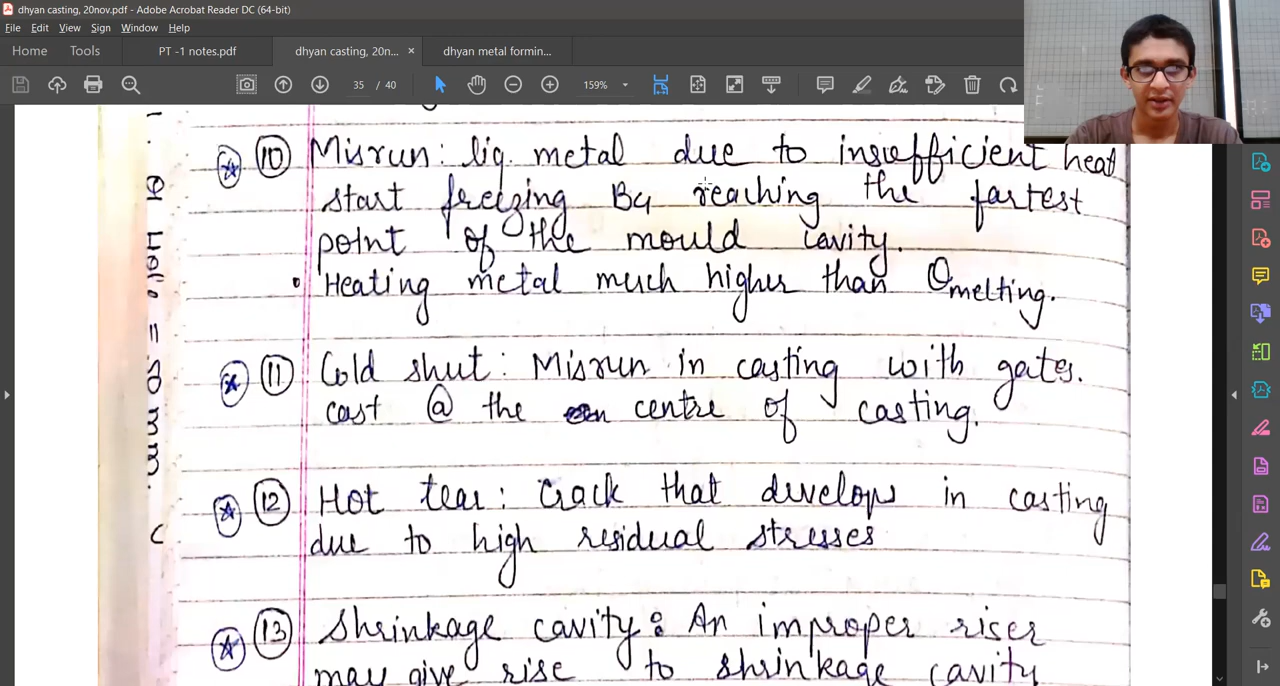 dhyan casting, 20nov.pdf - Adobe Acrobat Reader DC (64-bit)
File Edit View Sign Window Help
Home Tools PT -1 notes.pdf dhyan casting, 20n... × dhyan metal formin...
35 / 40 159%
10 Misrun: liq. metal due to insiefficient heat
start freezing By reaching the fartest
point of the mould cavity.
Heating metal much higher than θmelting.
11 Cold shut: Misrun in casting with gates.
cast @ the centre of casting.
12 Hot tear: Crack that develops in casting
due to high residual stresses
13 Shrinkage cavity: An improper riser
may give rise to shrinkage cavity
= 50 mm.